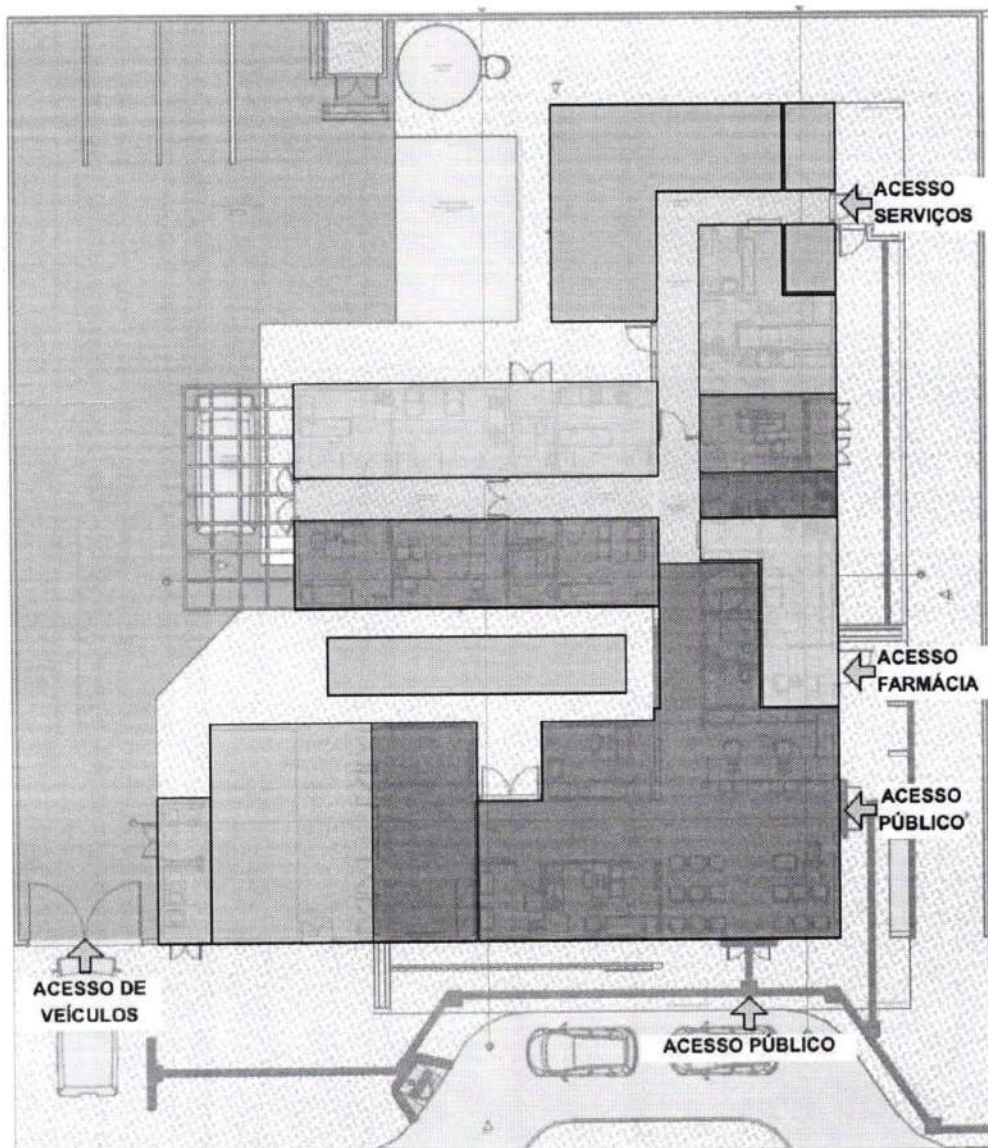 ACESSO
SERVIÇOS
ACESSO
FARMÁCIA
ACESSO
PÚBLICO
ACESSO DE
VEÍCULOS
ACESSO PÚBLICO